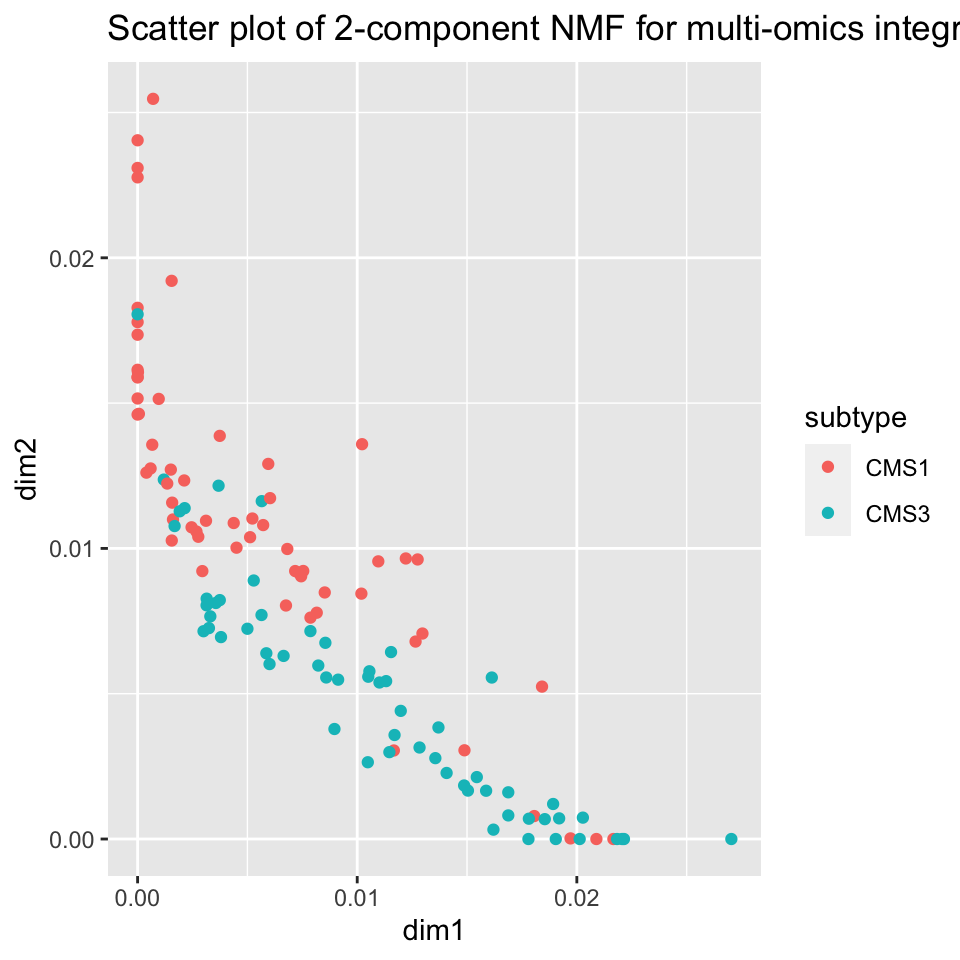 Scatter plot of 2-component NMF for multi-omics integr
dim2
0.02
0.01
0.00
0.00
0.01
0.02
dim1
subtype
CMS1
CMS3